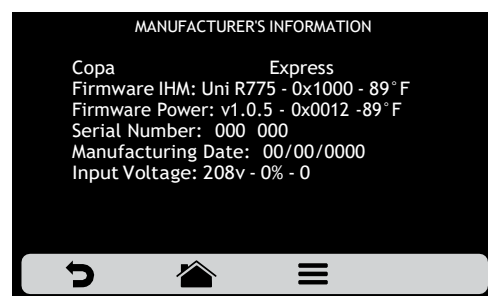 MANUFACTURER'S INFORMATION
Copa Express
Firmware IHM: Uni R775 - 0x1000 - 89°F
Firmware Power: v1.0.5 - 0x0012 -89°F
Serial Number: 000 000
Manufacturing Date: 00/00/0000
Input Voltage: 208v - 0% - 0